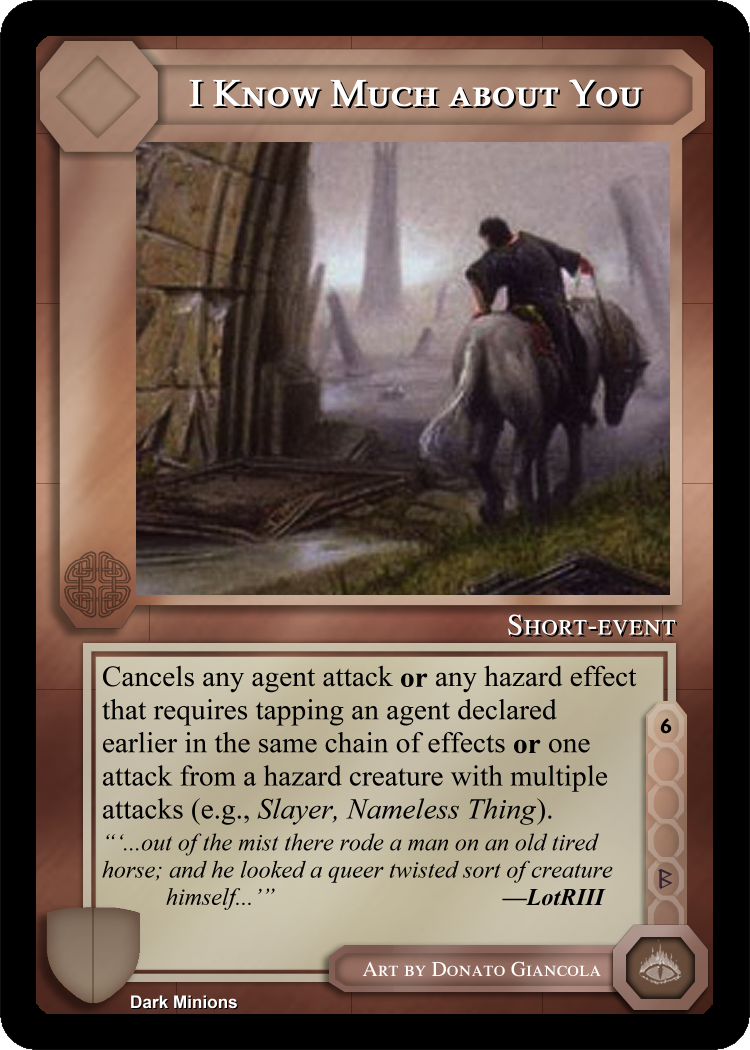 I Know Much about You
Short-event
Cancels any agent attack or any hazard effect
that requires tapping an agent declared
earlier in the same chain of effects or one
attack from a hazard creature with multiple
attacks (e.g., Slayer, Nameless Thing).
6
“‘...out of the mist there rode a man on an old tired
horse; and he looked a queer twisted sort of creature
himself...’” —LotRIII
ᛒ
Art by Donato Giancola
Dark Minions